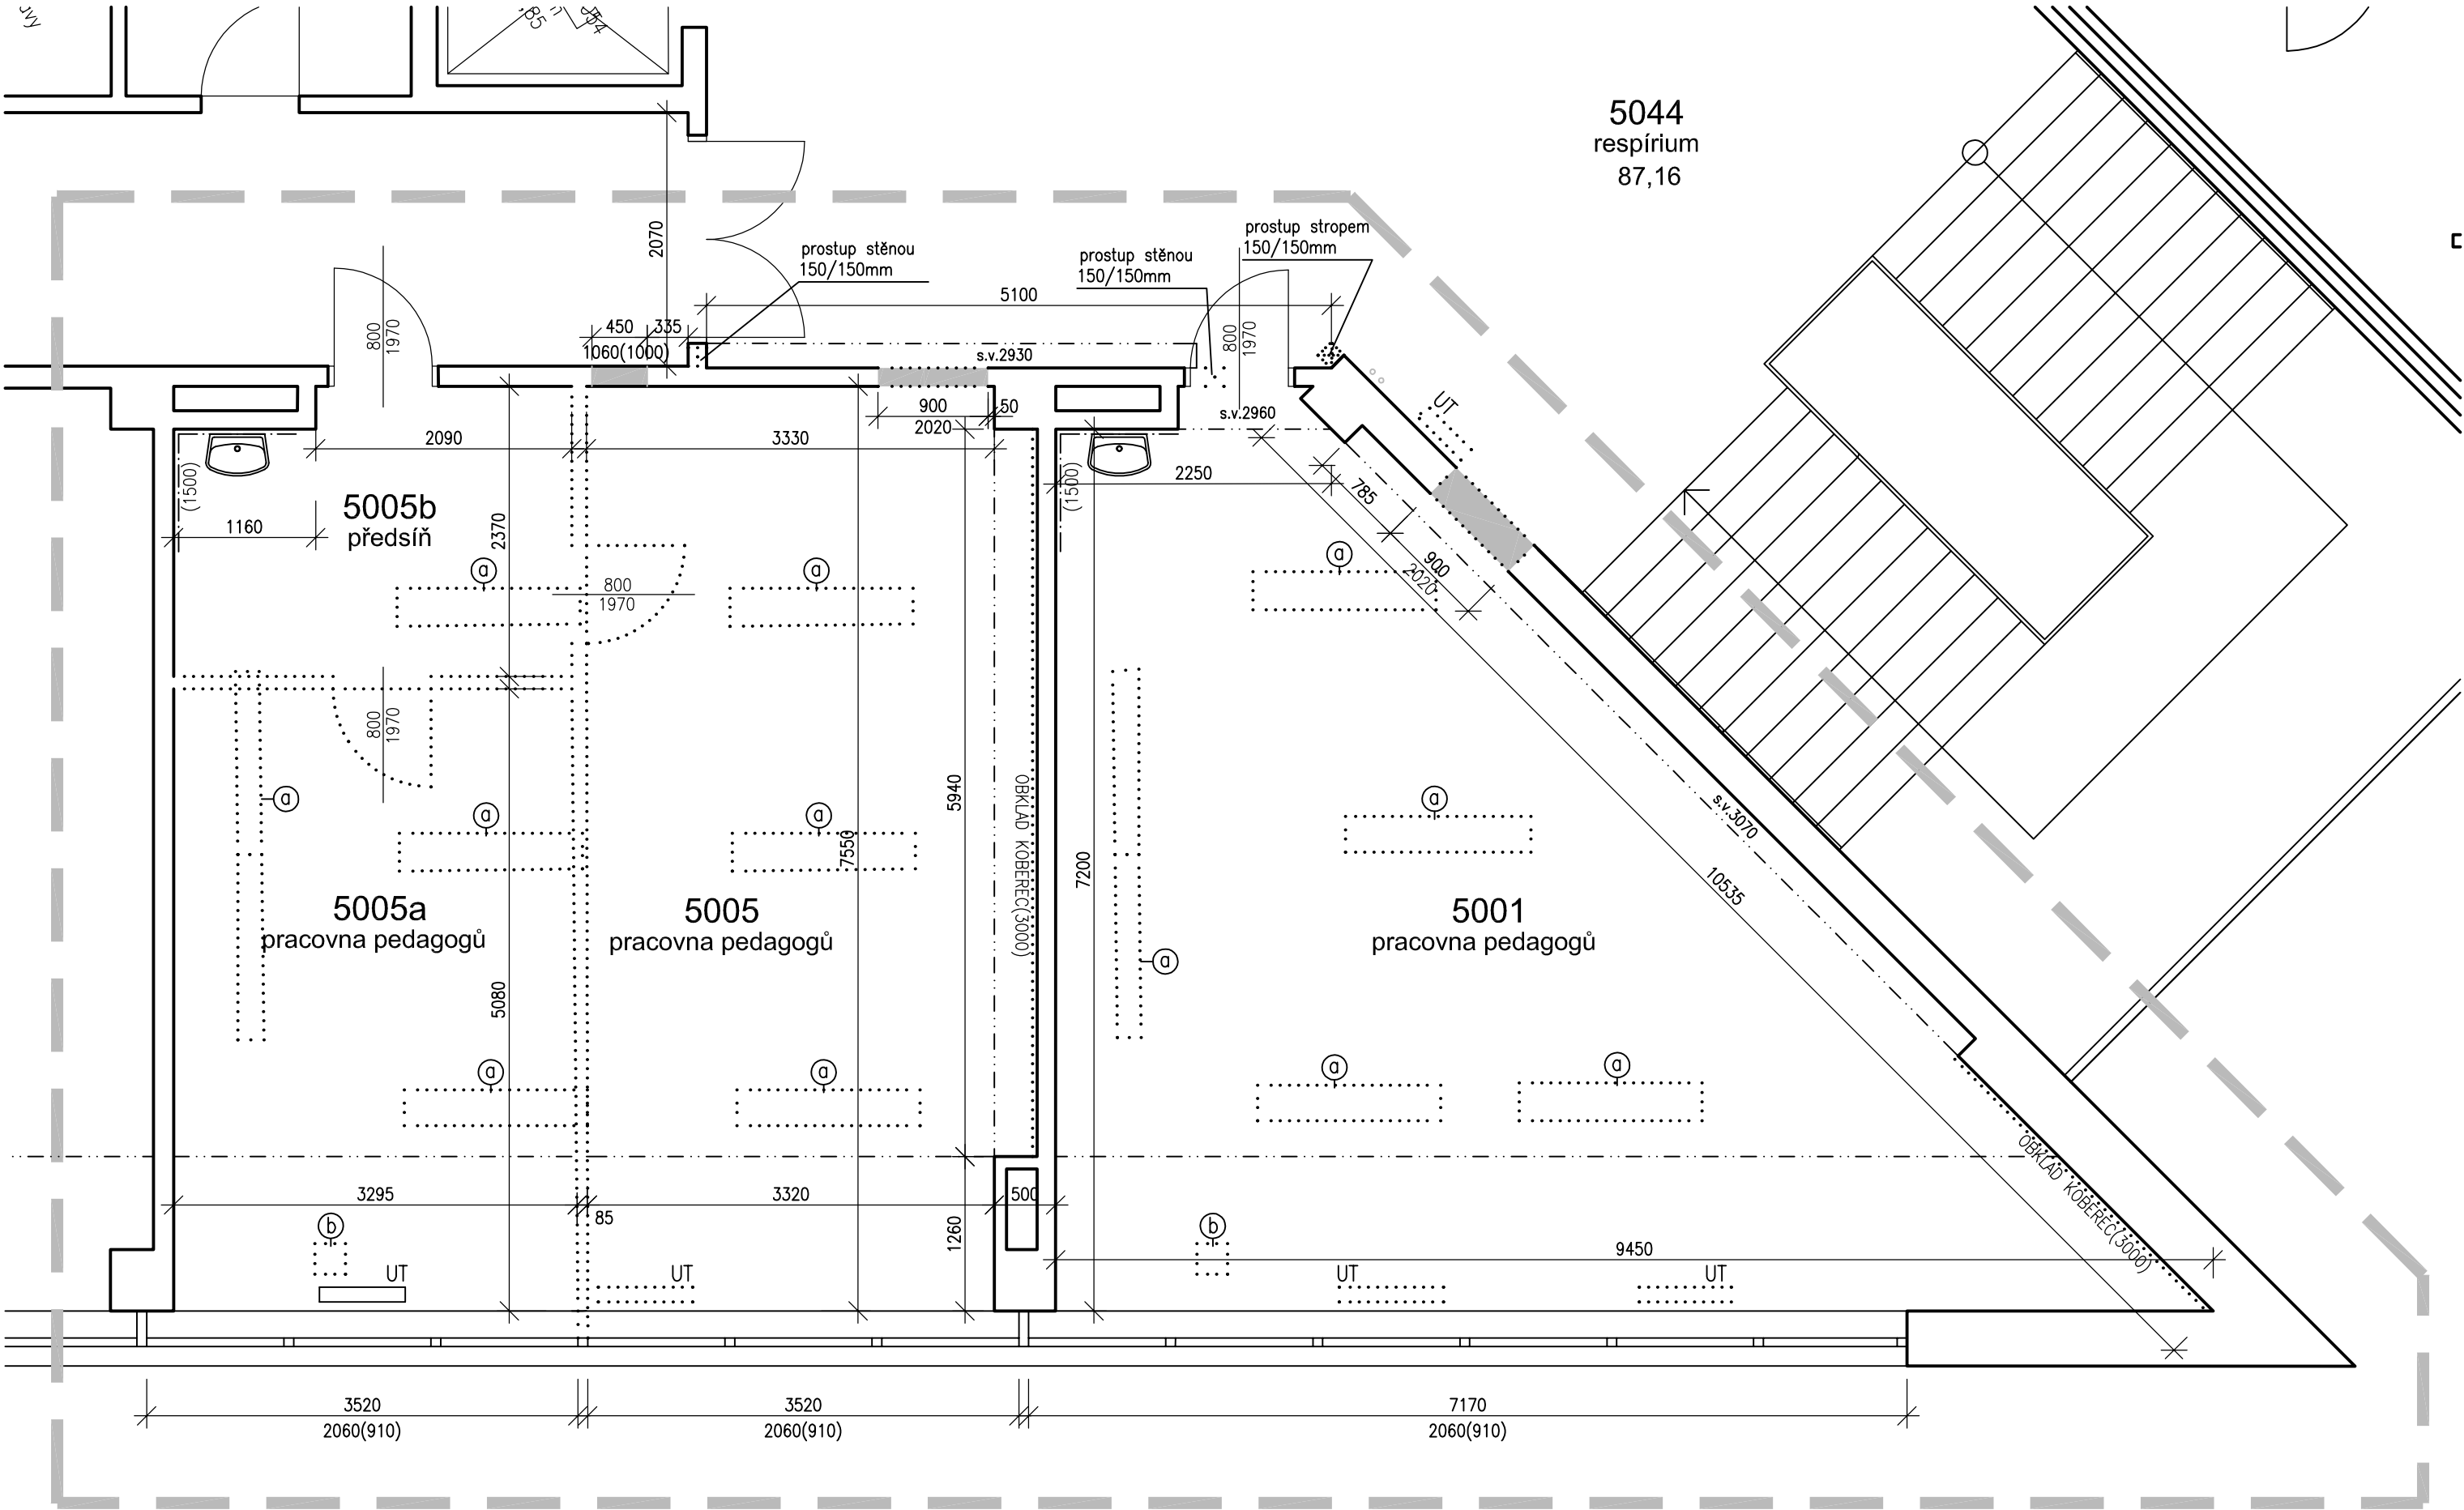 5044
respírium
87,16
2070
prostup stěnou
150/150mm
prostup stěnou
150/150mm
prostup stropem
150/150mm
5100
800
1970
450
335
1060(1000)
s.v.2930
800
1970
900
50
2020
s.v.2960
UT
2090
3330
(1500)
(1500)
2250
785
5005b
předsíň
1160
2370
a
a
a
900
2020
800
1970
800
1970
a
a
a
a
5940
7550
OBKLAD KOBEREC(3000)
7200
s.v.3070
10535
5005a
pracovna pedagogů
5005
pracovna pedagogů
5001
pracovna pedagogů
a
5080
a
a
a
a
OBKLAD KOBEREC(3000)
3295
3320
500
85
b
1260
b
9450
UT
UT
UT
UT
3520
2060(910)
3520
2060(910)
7170
2060(910)